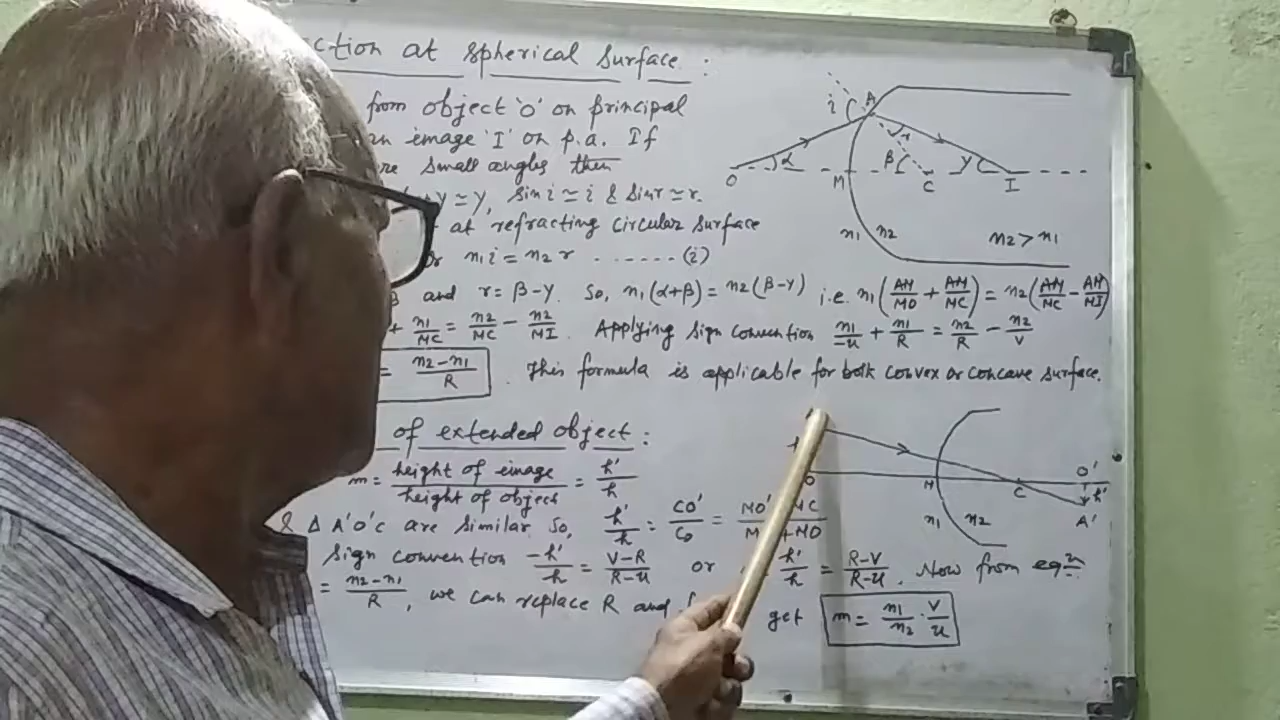 ction at spherical surface :
from object 'O' on principal
an image 'I' on p.a. If
re small angles then
γ ≃ γ, sin i ≃ i & sin r ≃ r.
at refracting circular surface
or n₁ i = n₂ r ....... (i)
β and r = β-γ. So, n₁(α+β) = n₂(β-γ) i.e. n₁(AM/MO + AM/MC) = n₂(AM/MC - AM/MI)
+ n₁/MC = n₂/MC - n₂/MI. Applying sign convention n₁/-u + n₁/R = n₂/R - n₂/v
= n₂-n₁/R . This formula is applicable for both convex or concave surface.
of extended object :
m = height of image/height of object = h'/h
& Δ A'O'C are similar. So, h'/h = CO'/CO = MO' MC/M +MO
sign convention -h'/h = V-R/R-u or h'/h = R-V/R-u. Now from eqn
= n₂-n₁/R, we can replace R and get m = n₁/n₂ · V/u
i A r
α β γ
O M C I
n₁ n₂ n₂ > n₁
O M C O' h' A'
n₁ n₂